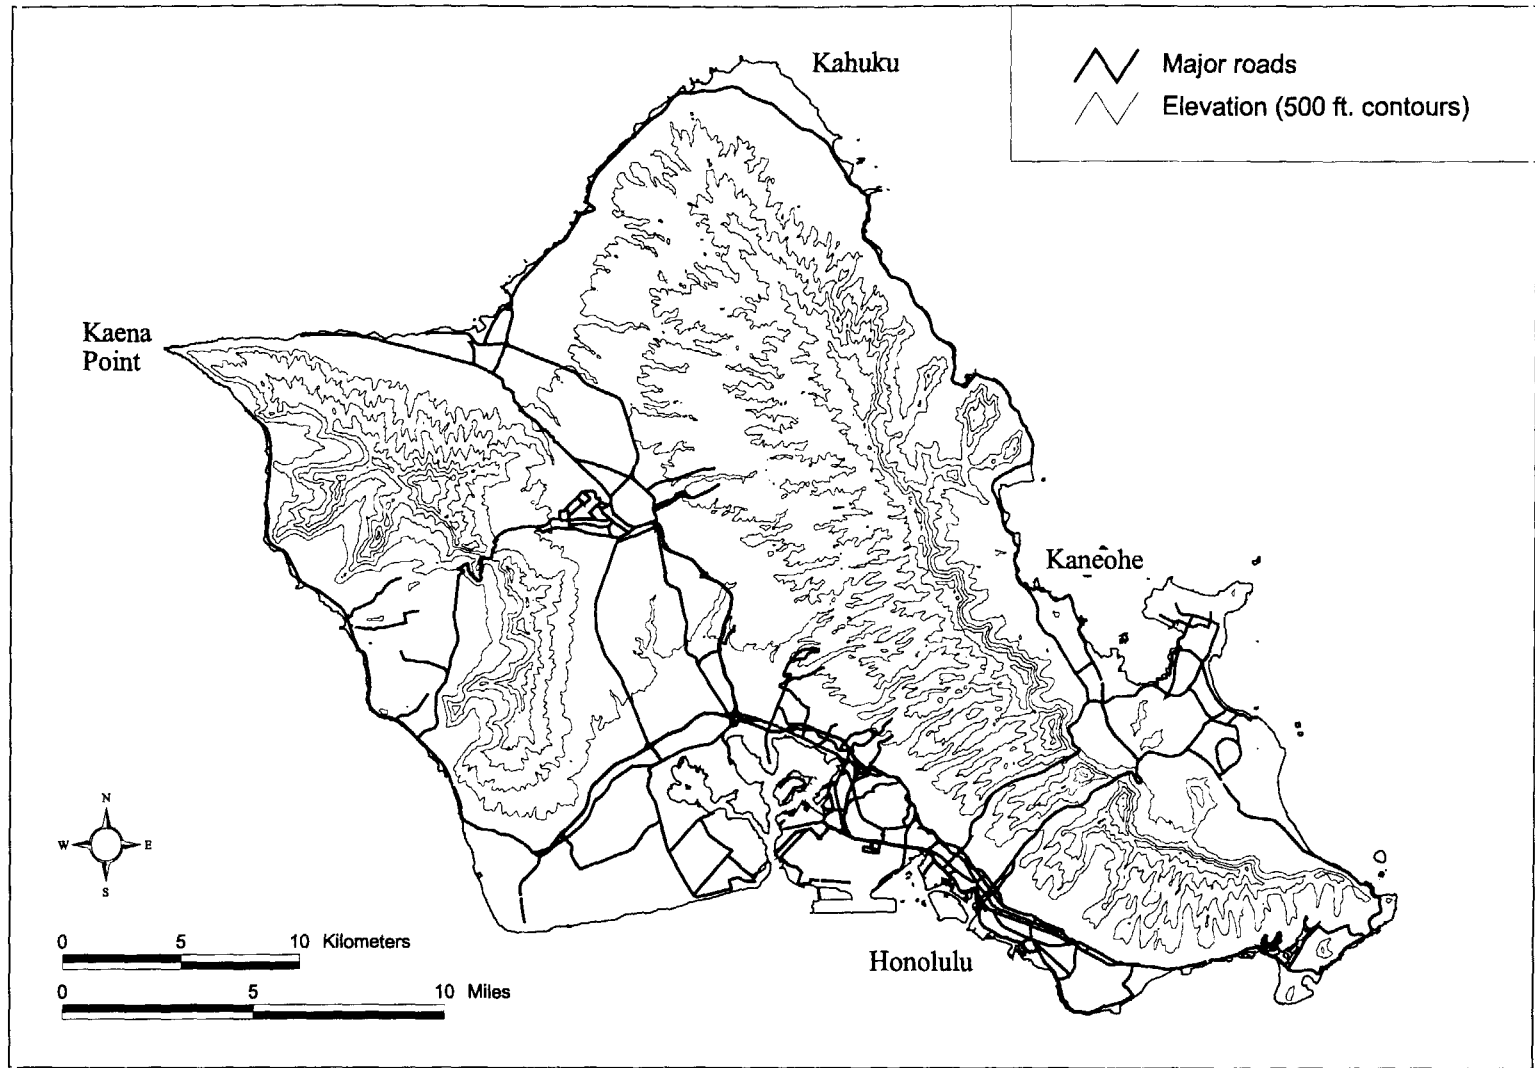 Kahuku
Major roads
Elevation (500 ft. contours)
Kaena
Point
Kaneohe
N
W E
S
0 5 10 Kilometers
0 5 10 Miles
Honolulu